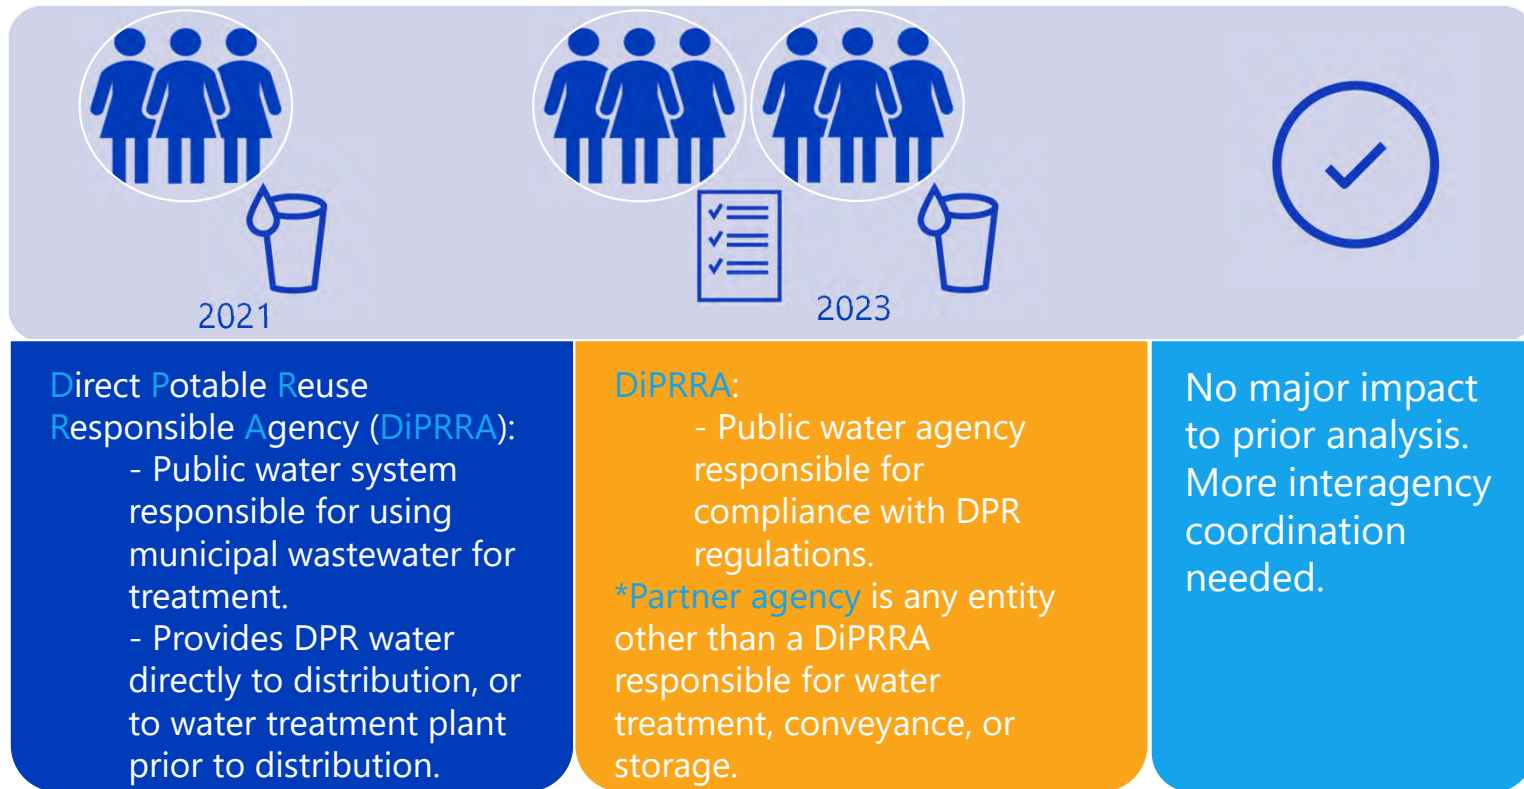 2021
2023
Direct Potable Reuse
Responsible Agency (DiPRRA):
- Public water system
responsible for using
municipal wastewater for
treatment.
- Provides DPR water
directly to distribution, or
to water treatment plant
prior to distribution.
DiPRRA:
- Public water agency
responsible for
compliance with DPR
regulations.
*Partner agency is any entity
other than a DiPRRA
responsible for water
treatment, conveyance, or
storage.
No major impact
to prior analysis.
More interagency
coordination
needed.